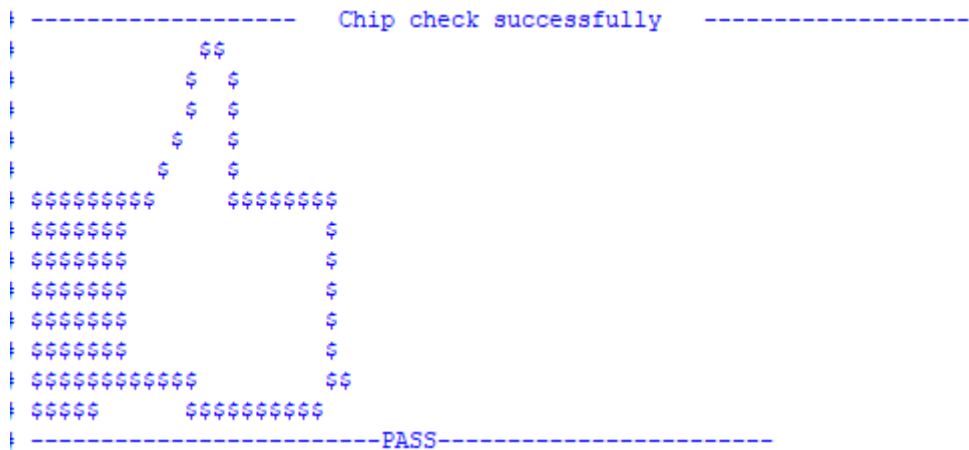 # -------------------   Chip check successfully   -------------------
#             $$
#            $  $
#            $  $
#           $   $
#          $    $
# $$$$$$$$$     $$$$$$$$
# $$$$$$$              $
# $$$$$$$              $
# $$$$$$$              $
# $$$$$$$              $
# $$$$$$$              $
# $$$$$$$$$$$$         $$
# $$$$$      $$$$$$$$$$
# -------------------------PASS------------------------